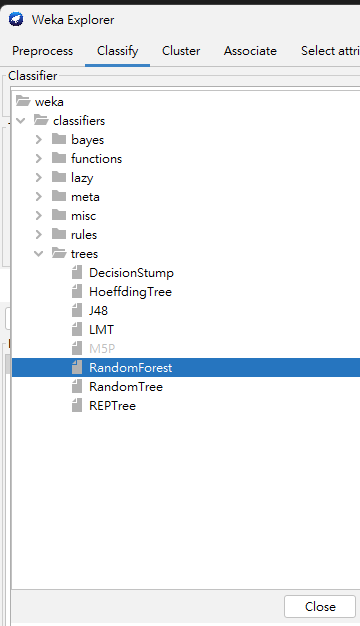 Weka Explorer
Preprocess Classify Cluster Associate Select attri
Classifier
weka
classifiers
bayes
functions
lazy
meta
misc
rules
trees
DecisionStump
HoeffdingTree
J48
LMT
M5P
RandomForest
RandomTree
REPTree
Close